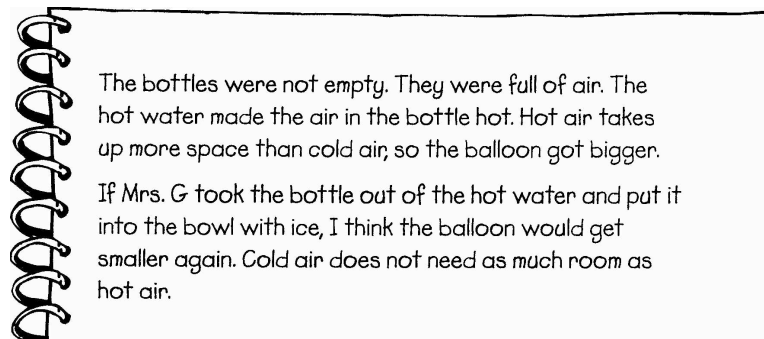 The bottles were not empty. They were full of air. The
hot water made the air in the bottle hot. Hot air takes
up more space than cold air, so the balloon got bigger.
If Mrs. G took the bottle out of the hot water and put it
into the bowl with ice, I think the balloon would get
smaller again. Cold air does not need as much room as
hot air.